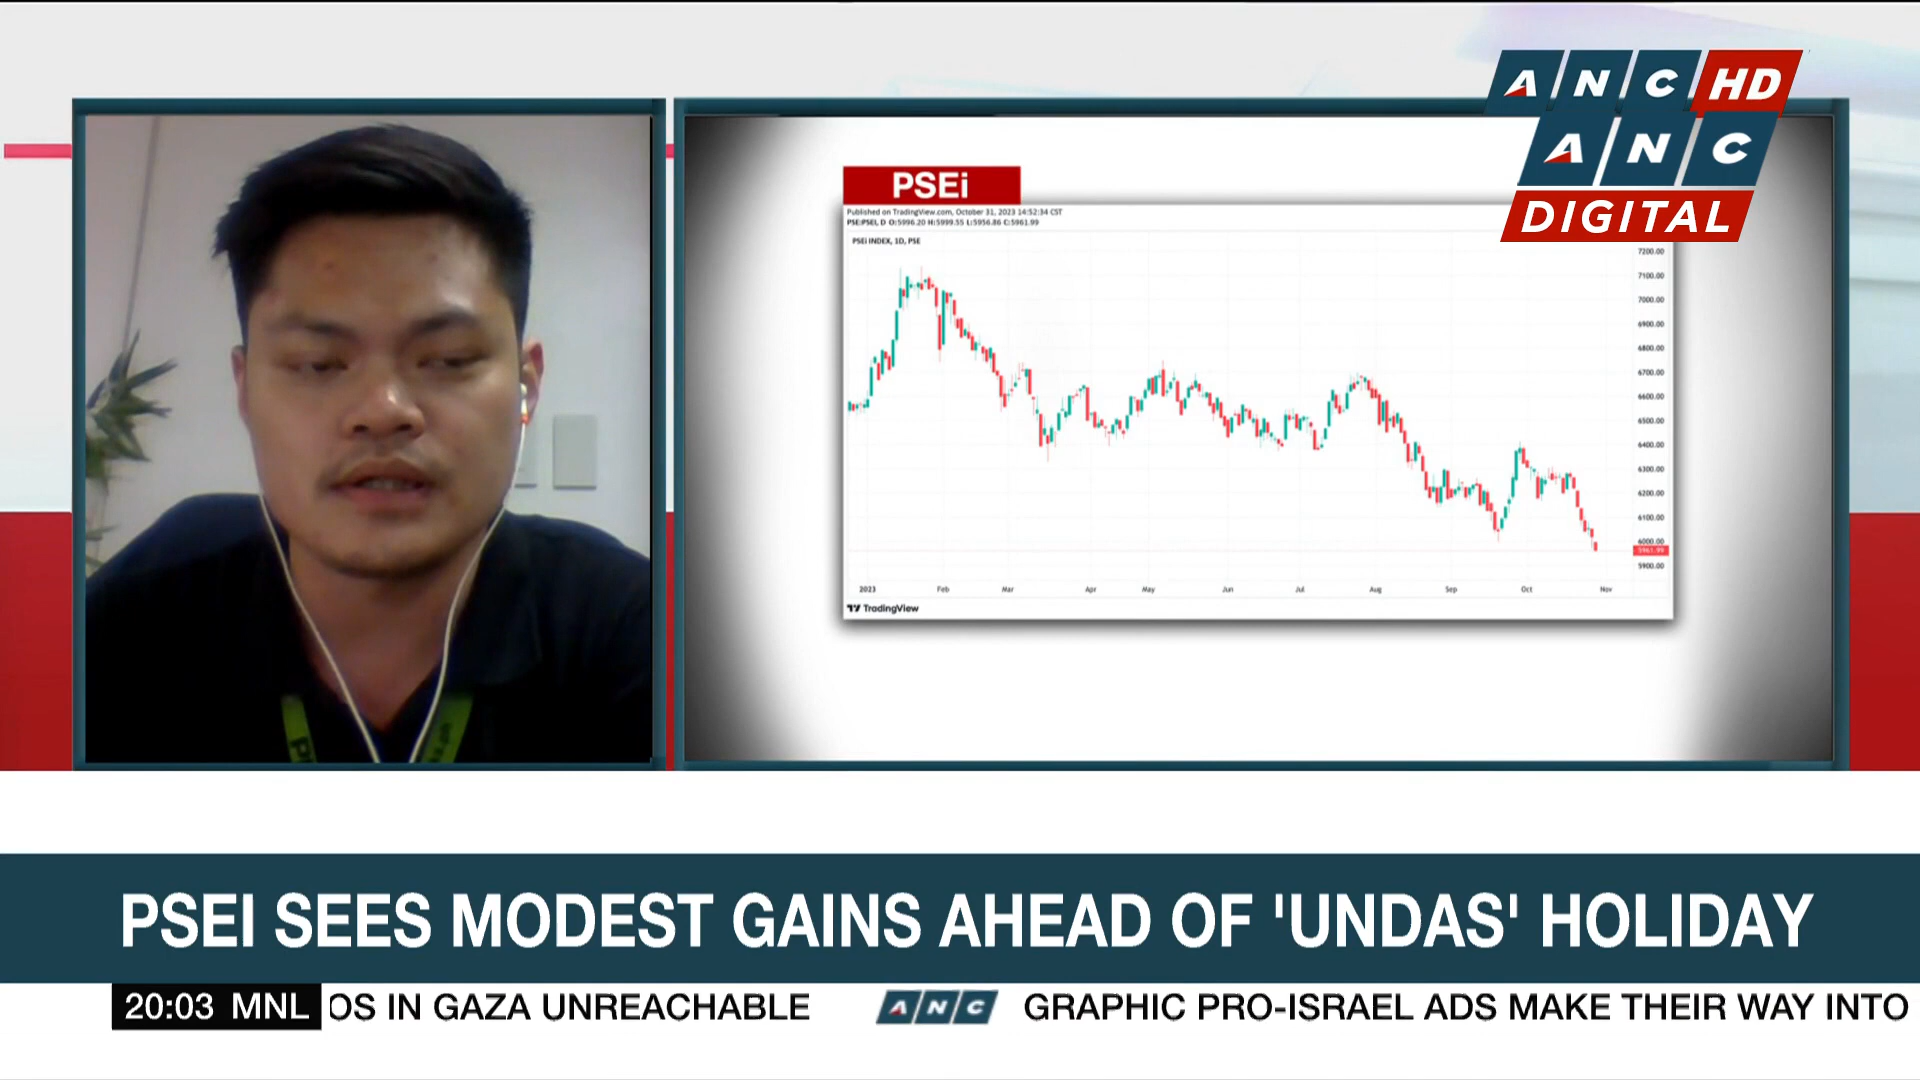 ANC HD
ANC
DIGITAL
PSEi
Published on TradingView.com, October 31, 2023 14:52:34 CST
PSE:PSEI, D O:5996.20 H:5999.55 L:5956.86 C:5961.99
PSEi INDEX, 1D, PSE
7200.00
7100.00
7000.00
6900.00
6800.00
6700.00
6600.00
6500.00
6400.00
6300.00
6200.00
6100.00
6000.00
5961.99
5900.00
2023 Feb Mar Apr May Jun Jul Aug Sep Oct Nov
TradingView
PSEI SEES MODEST GAINS AHEAD OF 'UNDAS' HOLIDAY
20:03 MNL OS IN GAZA UNREACHABLE ANC GRAPHIC PRO-ISRAEL ADS MAKE THEIR WAY INTO